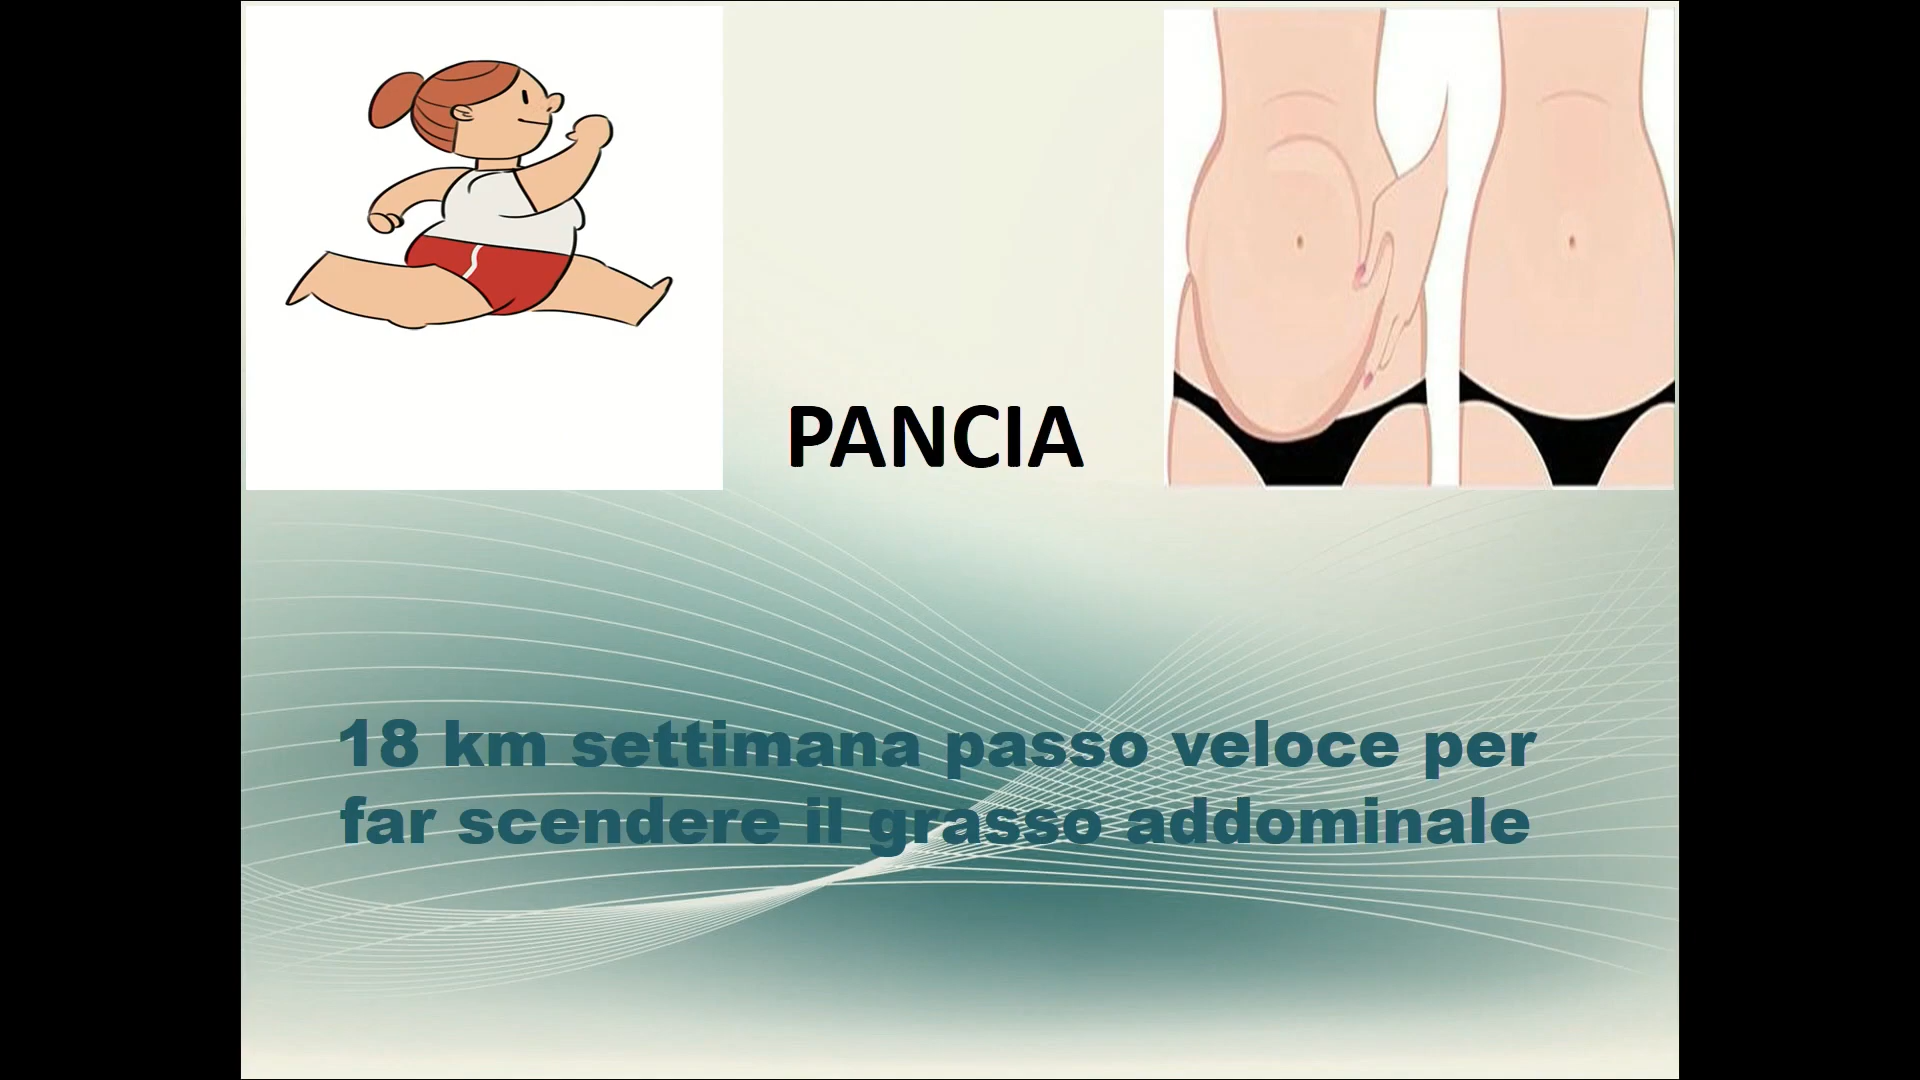 PANCIA
18 km settimana passo veloce per
far scendere il grasso addominale